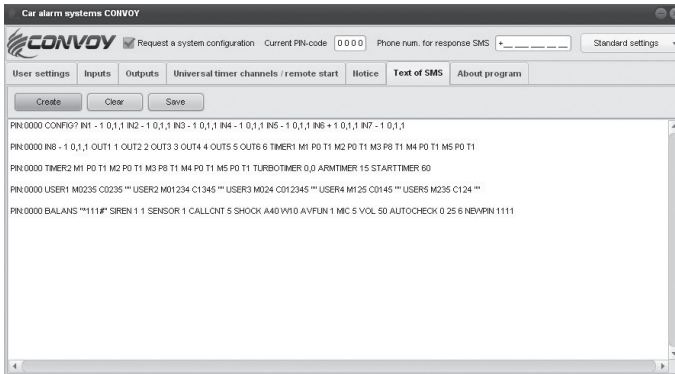 Car alarm systems CONVOY
CONVOY Request a system configuration Current PIN-code 0000 Phone num. for response SMS +__ __ __ __ Standard settings
User settings Inputs Outputs Universal timer channels / remote start Notice Text of SMS About program
Create Clear Save
PIN:0000 CONFIG? IN1 - 1 0,1,1 IN2 - 1 0,1,1 IN3 - 1 0,1,1 IN4 - 1 0,1,1 IN5 - 1 0,1,1 IN6 + 1 0,1,1 IN7 - 1 0,1,1
PIN:0000 IN8 - 1 0,1,1 OUT1 1 OUT2 2 OUT3 3 OUT4 4 OUT5 5 OUT6 6 TIMER1 M1 P0 T1 M2 P0 T1 M3 P8 T1 M4 P0 T1 M5 P0 T1
PIN:0000 TIMER2 M1 P0 T1 M2 P0 T1 M3 P8 T1 M4 P0 T1 M5 P0 T1 TURBOTIMER 0,0 ARMTIMER 15 STARTTIMER 60
PIN:0000 USER1 M0235 C0235 "" USER2 M01234 C1345 "" USER3 M024 C012345 "" USER4 M125 C0145 "" USER5 M235 C124 ""
PIN:0000 BALANS "*111#" SIREN 1 1 SENSOR 1 CALLCNT 5 SHOCK A40 W10 AVFUN 1 MIC 5 VOL 50 AUTOCHECK 0 25 6 NEWPIN 1111